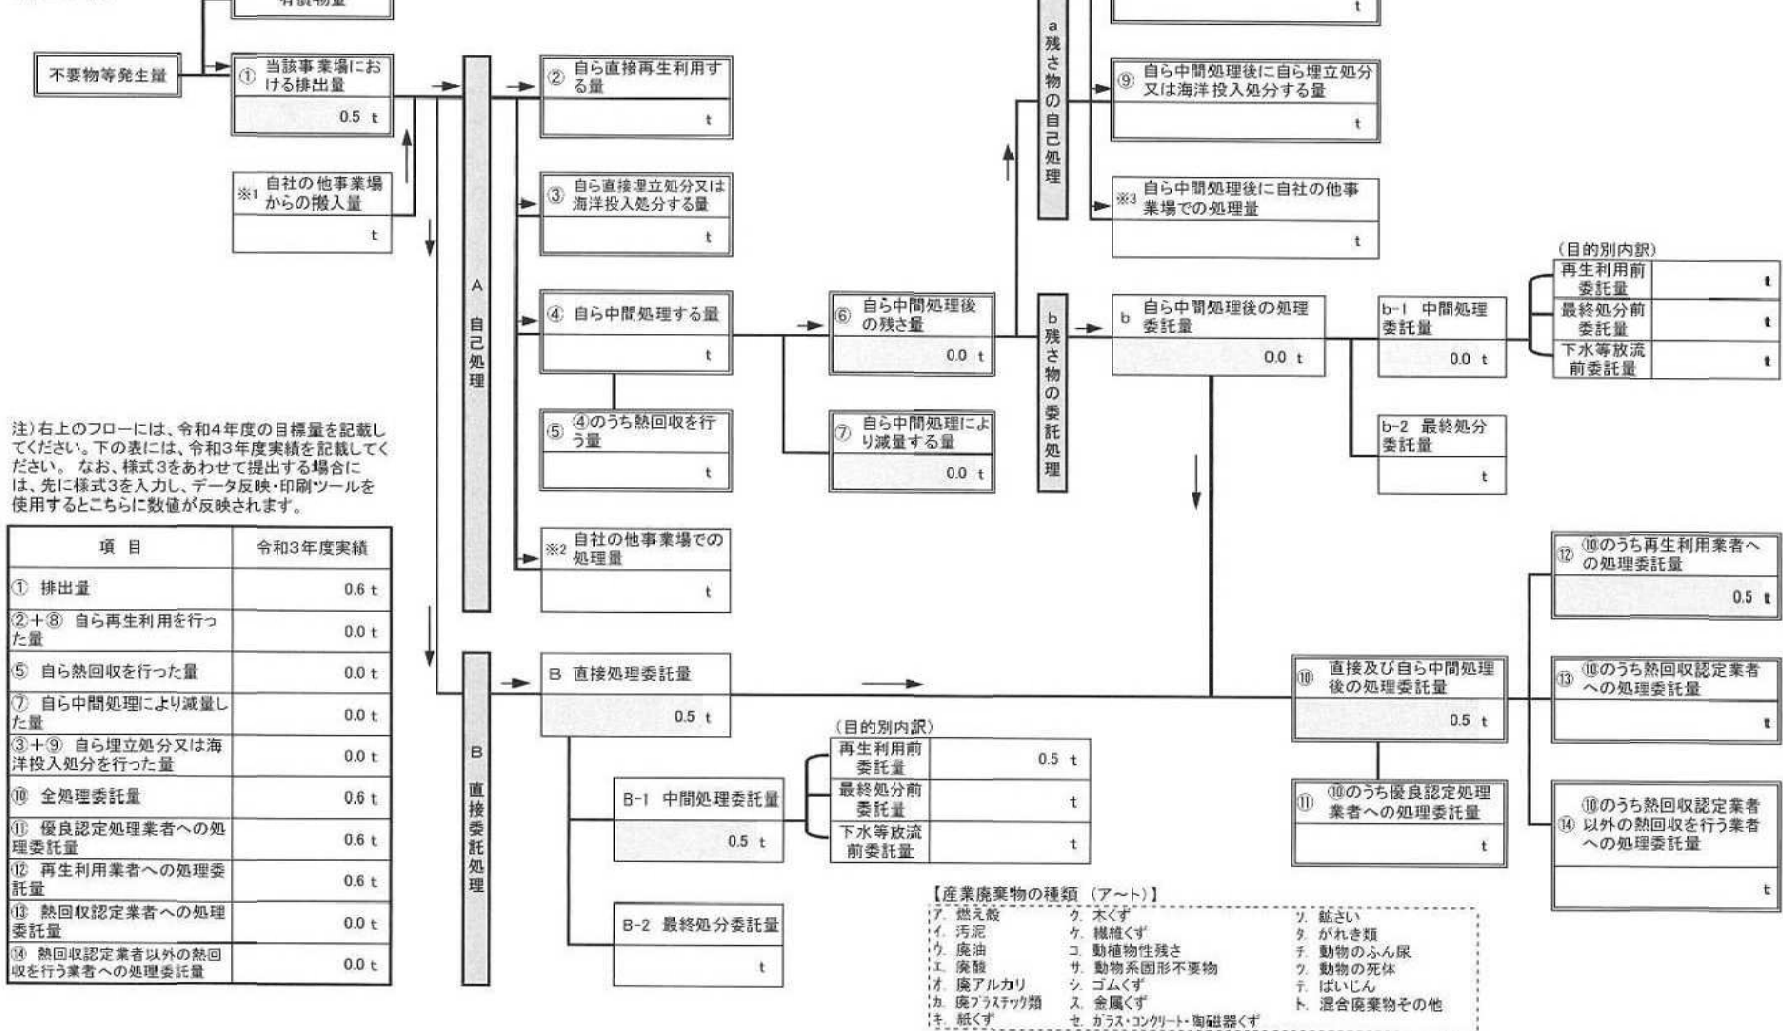 有償物量
t
不要物等発生量
① 当該事業場にお
ける排出量
0.5 t
※1 自社の他事業場
からの搬入量
t
A 自己処理
② 自ら直接再生利用す
る量
t
③ 自ら直接埋立処分又は
海洋投入処分する量
t
④ 自ら中間処理する量
t
⑤ ④のうち熱回収を行
う量
t
※2 自社の他事業場での
処理量
t
⑥ 自ら中間処理後
の残さ量
0.0 t
⑦ 自ら中間処理によ
り減量する量
0.0 t
a 残さ物の自己処理
⑨ 自ら中間処理後に自ら埋立処分
又は海洋投入処分する量
t
※3 自ら中間処理後に自社の他事
業場での処理量
t
b 残さ物の委託処理
b 自ら中間処理後の処理
委託量
0.0 t
b-1 中間処理
委託量
0.0 t
b-2 最終処分
委託量
t
(目的別内訳)
再生利用前
委託量 t
最終処分前
委託量 t
下水等放流
前委託量 t
注)右上のフローには、令和4年度の目標量を記載し
てください。下の表には、令和3年度実績を記載してく
ださい。 なお、様式3をあわせて提出する場合に
は、先に様式3を入力し、データ反映・印刷ツールを
使用するとこちらに数値が反映されます。
項 目 令和3年度実績
① 排出量 0.6 t
②+⑧ 自ら再生利用を行っ
た量 0.0 t
⑤ 自ら熱回収を行った量 0.0 t
⑦ 自ら中間処理により減量し
た量 0.0 t
③+⑨ 自ら埋立処分又は海
洋投入処分を行った量 0.0 t
⑩ 全処理委託量 0.6 t
⑪ 優良認定処理業者への処
理委託量 0.6 t
⑫ 再生利用業者への処理委
託量 0.6 t
⑬ 熱回収認定業者への処理
委託量 0.0 t
⑭ 熱回収認定業者以外の熱回
収を行う業者への処理委託量 0.0 t
B 直接委託処理
B 直接処理委託量
0.5 t
B-1 中間処理委託量
0.5 t
B-2 最終処分委託量
t
(目的別内訳)
再生利用前
委託量 0.5 t
最終処分前
委託量 t
下水等放流
前委託量 t
⑩ 直接及び自ら中間処理
後の処理委託量
0.5 t
⑪ ⑩のうち優良認定処理
業者への処理委託量
t
⑫ ⑩のうち再生利用業者へ
の処理委託量
0.5 t
⑬ ⑩のうち熱回収認定業者
への処理委託量
t
⑭ ⑩のうち熱回収認定業者
以外の熱回収を行う業者
への処理委託量
t
【産業廃棄物の種類 (ア~ト)】
ア. 燃え殻 ク. 木くず ソ. 鉱さい
イ. 汚泥 ケ. 繊維くず タ. がれき類
ウ. 廃油 コ. 動植物性残さ チ. 動物のふん尿
エ. 廃酸 サ. 動物系固形不要物 ツ. 動物の死体
オ. 廃アルカリ シ. ゴムくず テ. ばいじん
カ. 廃プラスチック類 ス. 金属くず ト. 混合廃棄物その他
キ. 紙くず セ. ガラス・コンクリート・陶磁器くず